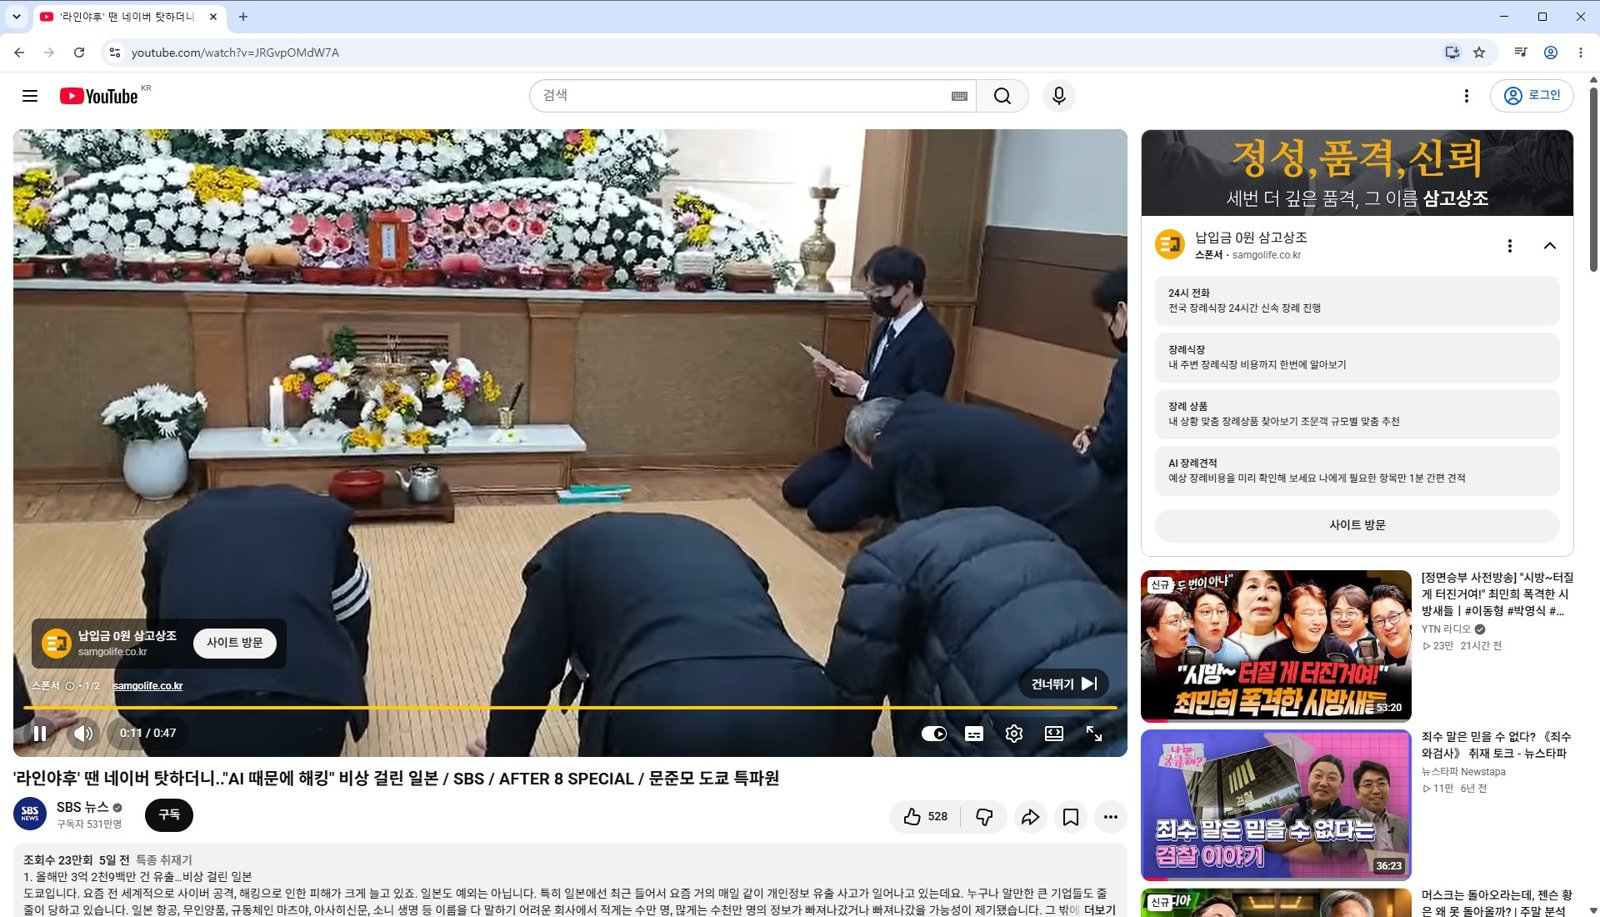 '라인야후' 땐 네이버 탓하더니..
youtube.com/watch?v=JRGvpOMdW7A
YouTube KR
검색
로그인
납입금 0원 삼고상조
samgolife.co.kr
사이트 방문
스폰서 · 1/2 samgolife.co.kr
건너뛰기
0:11 / 0:47
'라인야후' 땐 네이버 탓하더니.."AI 때문에 해킹" 비상 걸린 일본 / SBS / AFTER 8 SPECIAL / 문준모 도쿄 특파원
SBS NEWS
SBS 뉴스
구독자 531만명
구독
528
조회수 23만회 5일 전 특종 취재기
1. 올해만 3억 2천9백만 건 유출...비상 걸린 일본
도쿄입니다. 요즘 전 세계적으로 사이버 공격, 해킹으로 인한 피해가 크게 늘고 있죠. 일본도 예외는 아닙니다. 특히 일본에선 최근 들어서 요즘 거의 매일 같이 개인정보 유출 사고가 일어나고 있는데요. 누구나 알만한 큰 기업들도 줄
줄이 당하고 있습니다. 일본 항공, 무인양품, 규동체인 마츠야, 아사히신문, 소니 생명 등 이름을 다 말하기 어려운 회사에서 적게는 수만 명, 많게는 수천만 명의 정보가 빠져나갔거나 빠져나갔을 가능성이 제기됐습니다. 그 밖에 더보기
정성,품격,신뢰
세번 더 깊은 품격, 그 이름 삼고상조
납입금 0원 삼고상조
스폰서 · samgolife.co.kr
24시 전화
전국 장례식장 24시간 신속 장례 진행
장례식장
내 주변 장례식장 비용까지 한번에 알아보기
장례 상품
내 상황 맞춤 장례상품 찾아보기 조문객 규모별 맞춤 추천
AI 장례견적
예상 장례비용을 미리 확인해 보세요 나에게 필요한 항목만 1분 간편 견적
사이트 방문
신규
두 번이 아냐"
"시방~ 터질 게 터진거여!"
최민희 폭격한 시방새들
53:20
[정면승부 사전방송] "시방~터질
게 터진거여!" 최민희 폭격한 시
방새들ㅣ#이동형 #박영식 #...
YTN 라디오
23만 21시간 전
나만 궁금해?
검찰
죄수 말은 믿을 수 없다는
검찰 이야기
36:23
죄수 말은 믿을 수 없다? 《죄수
와검사》 취재 토크 - 뉴스타파
뉴스타파 Newstapa
11만 6년 전
신규
머스크는 돌아오라는데, 젠슨 황
은 왜 못 돌아올까? | 주말 분석